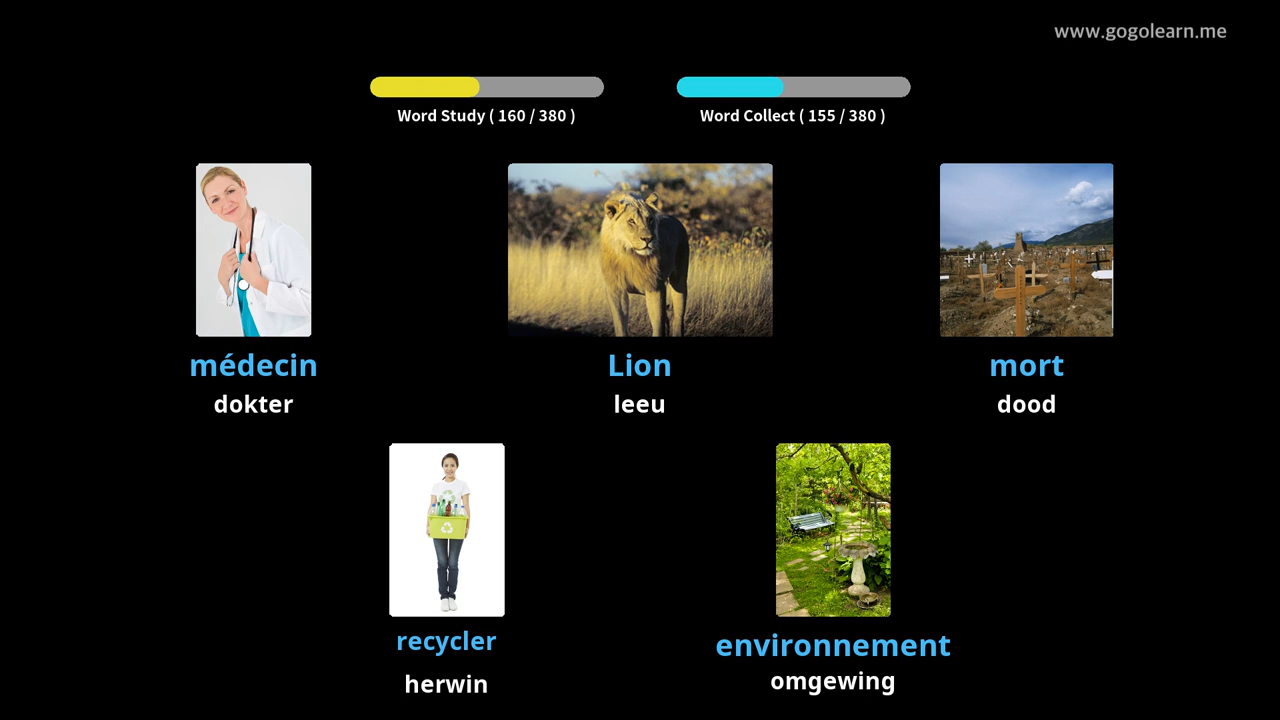 www.gogolearn.me
Word Study ( 160 / 380 )
Word Collect ( 155 / 380 )
médecin
dokter
Lion
leeu
mort
dood
recycler
herwin
environnement
omgewing